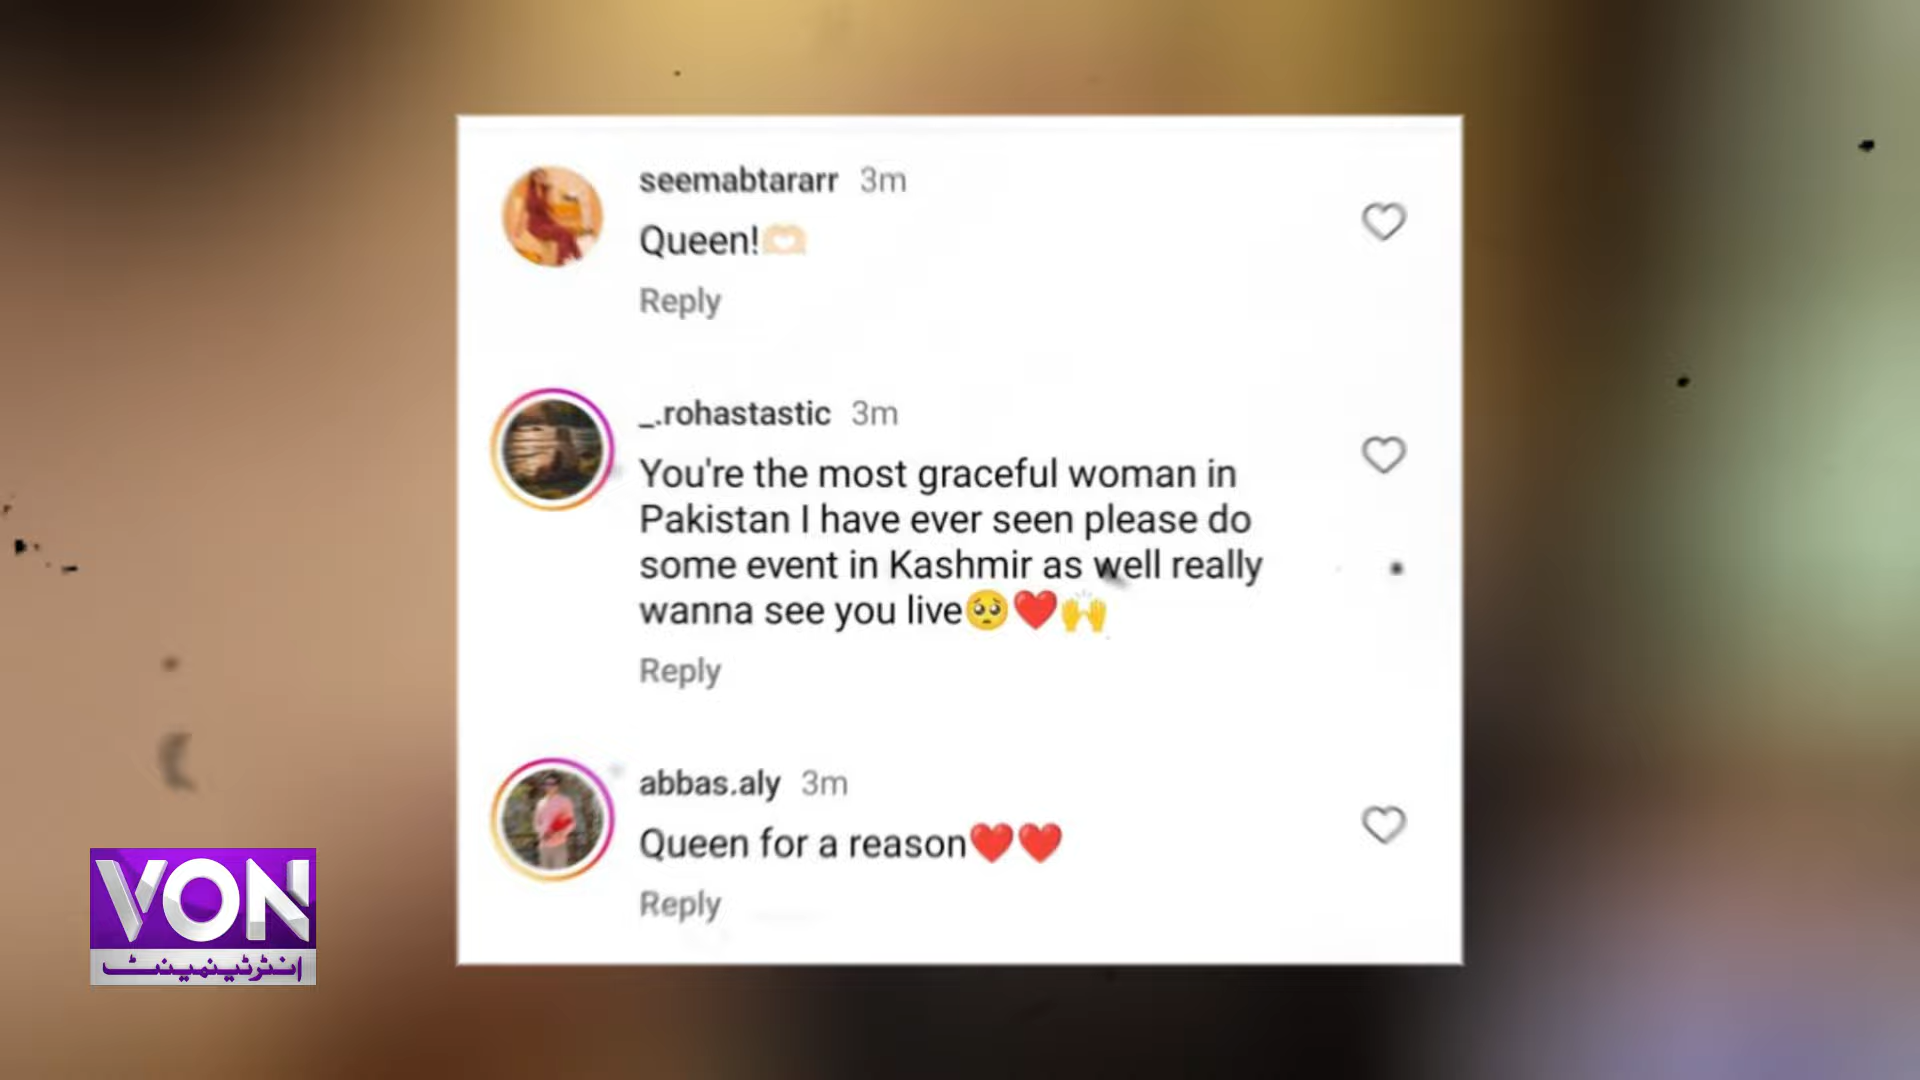 seemabtararr 3m
Queen!🫶🏻
Reply
_.rohastastic 3m
You're the most graceful woman in
Pakistan I have ever seen please do
some event in Kashmir as well really
wanna see you live🥺❤️🙌
Reply
abbas.aly 3m
Queen for a reason❤️❤️
Reply
VON
انٹرٹینمینٹ